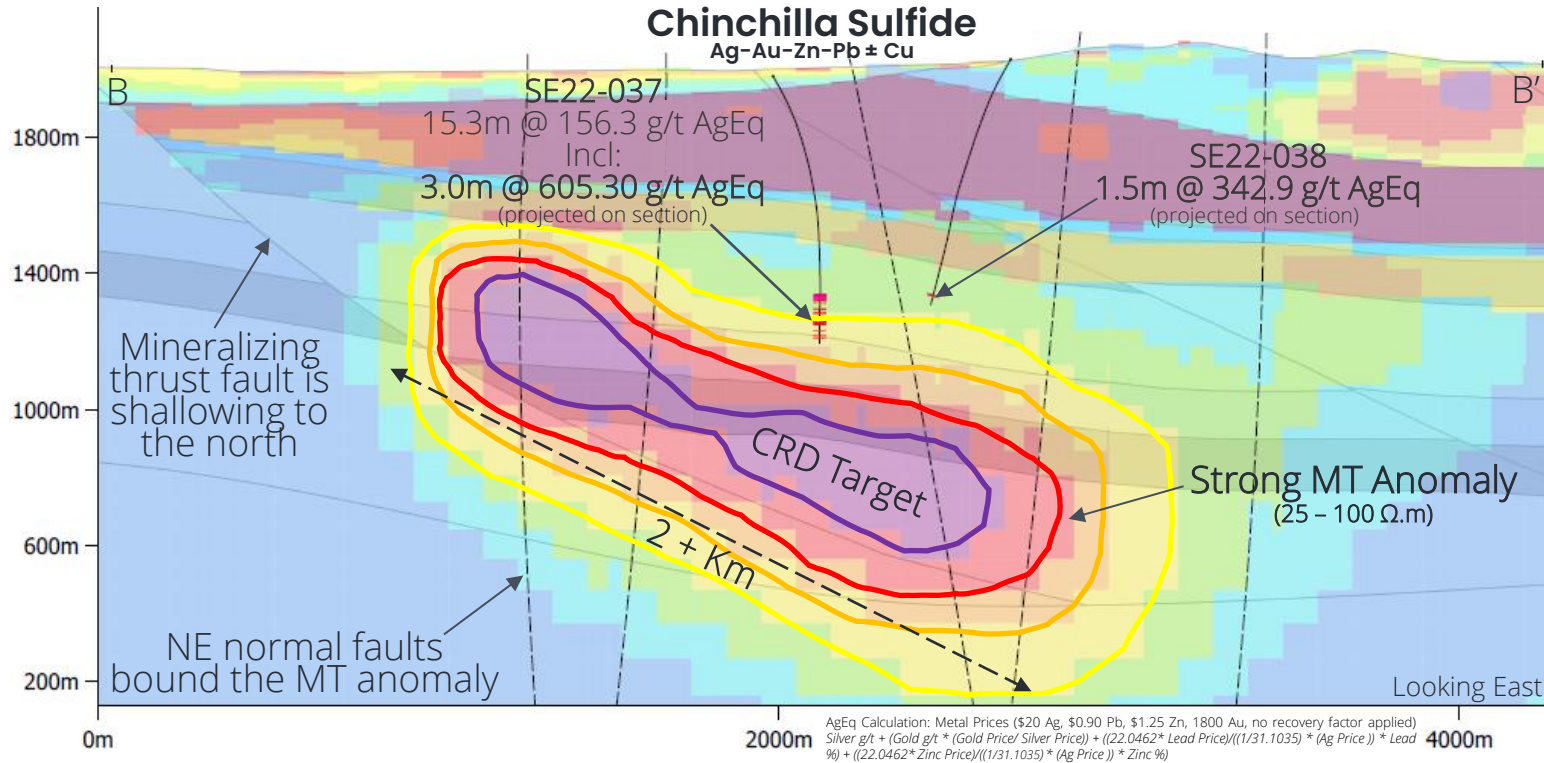 Chinchilla Sulfide
Ag-Au-Zn-Pb ± Cu
B
B'
SE22-037
15.3m @ 156.3 g/t AgEq
Incl:
3.0m @ 605.30 g/t AgEq
(projected on section)
SE22-038
1.5m @ 342.9 g/t AgEq
(projected on section)
1800m
1400m
1000m
600m
200m
Mineralizing
thrust fault is
shallowing to
the north
CRD Target
2 + Km
Strong MT Anomaly
(25 – 100 Ω.m)
NE normal faults
bound the MT anomaly
Looking East
0m
2000m
4000m
AgEq Calculation: Metal Prices ($20 Ag, $0.90 Pb, $1.25 Zn, 1800 Au, no recovery factor applied)
Silver g/t + (Gold g/t * (Gold Price/ Silver Price)) + ((22.0462* Lead Price)/((1/31.1035) * (Ag Price )) * Lead
%) + ((22.0462* Zinc Price)/((1/31.1035) * (Ag Price )) * Zinc %)